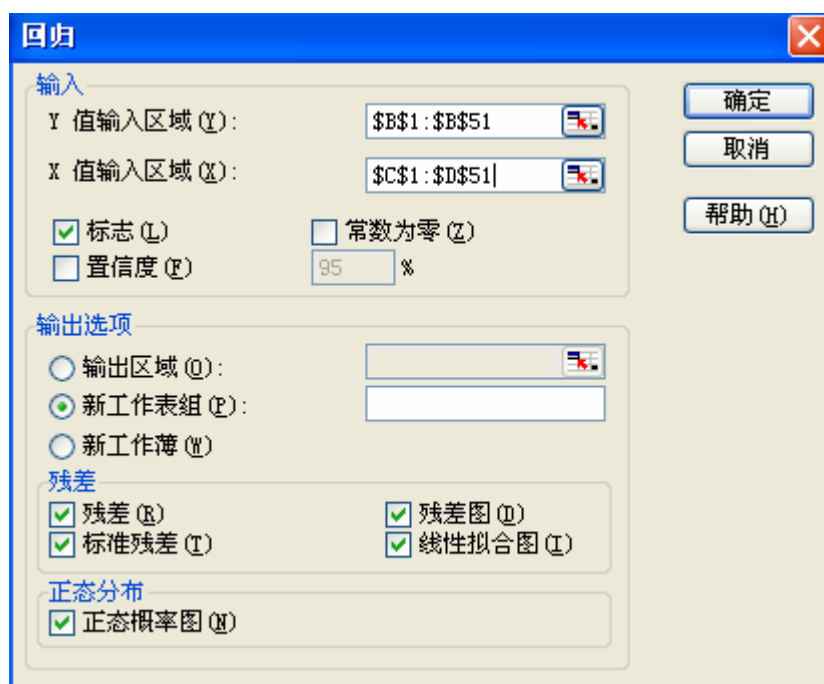 回归
输入
Y 值输入区域(Y):
$B$1:$B$51
X 值输入区域(X):
$C$1:$D$51
标志(L)
常数为零(Z)
置信度(F)
95 %
确定
取消
帮助(H)
输出选项
输出区域(O):
新工作表组(P):
新工作薄(W)
残差
残差(R)
残差图(D)
标准残差(T)
线性拟合图(I)
正态分布
正态概率图(N)